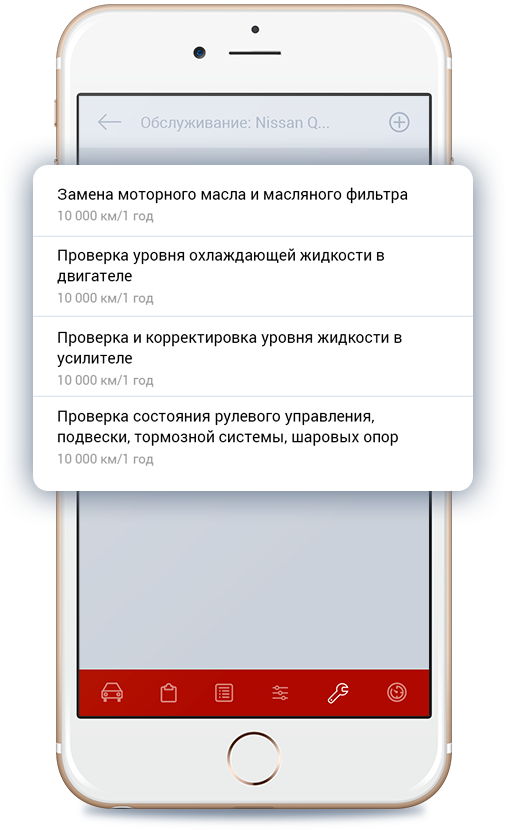 Обслуживание: Nissan Q...
Замена моторного масла и масляного фильтра
10 000 км/1 год
Проверка уровня охлаждающей жидкости в
двигателе
10 000 км/1 год
Проверка и корректировка уровня жидкости в
усилителе
10 000 км/1 год
Проверка состояния рулевого управления,
подвески, тормозной системы, шаровых опор
10 000 км/1 год